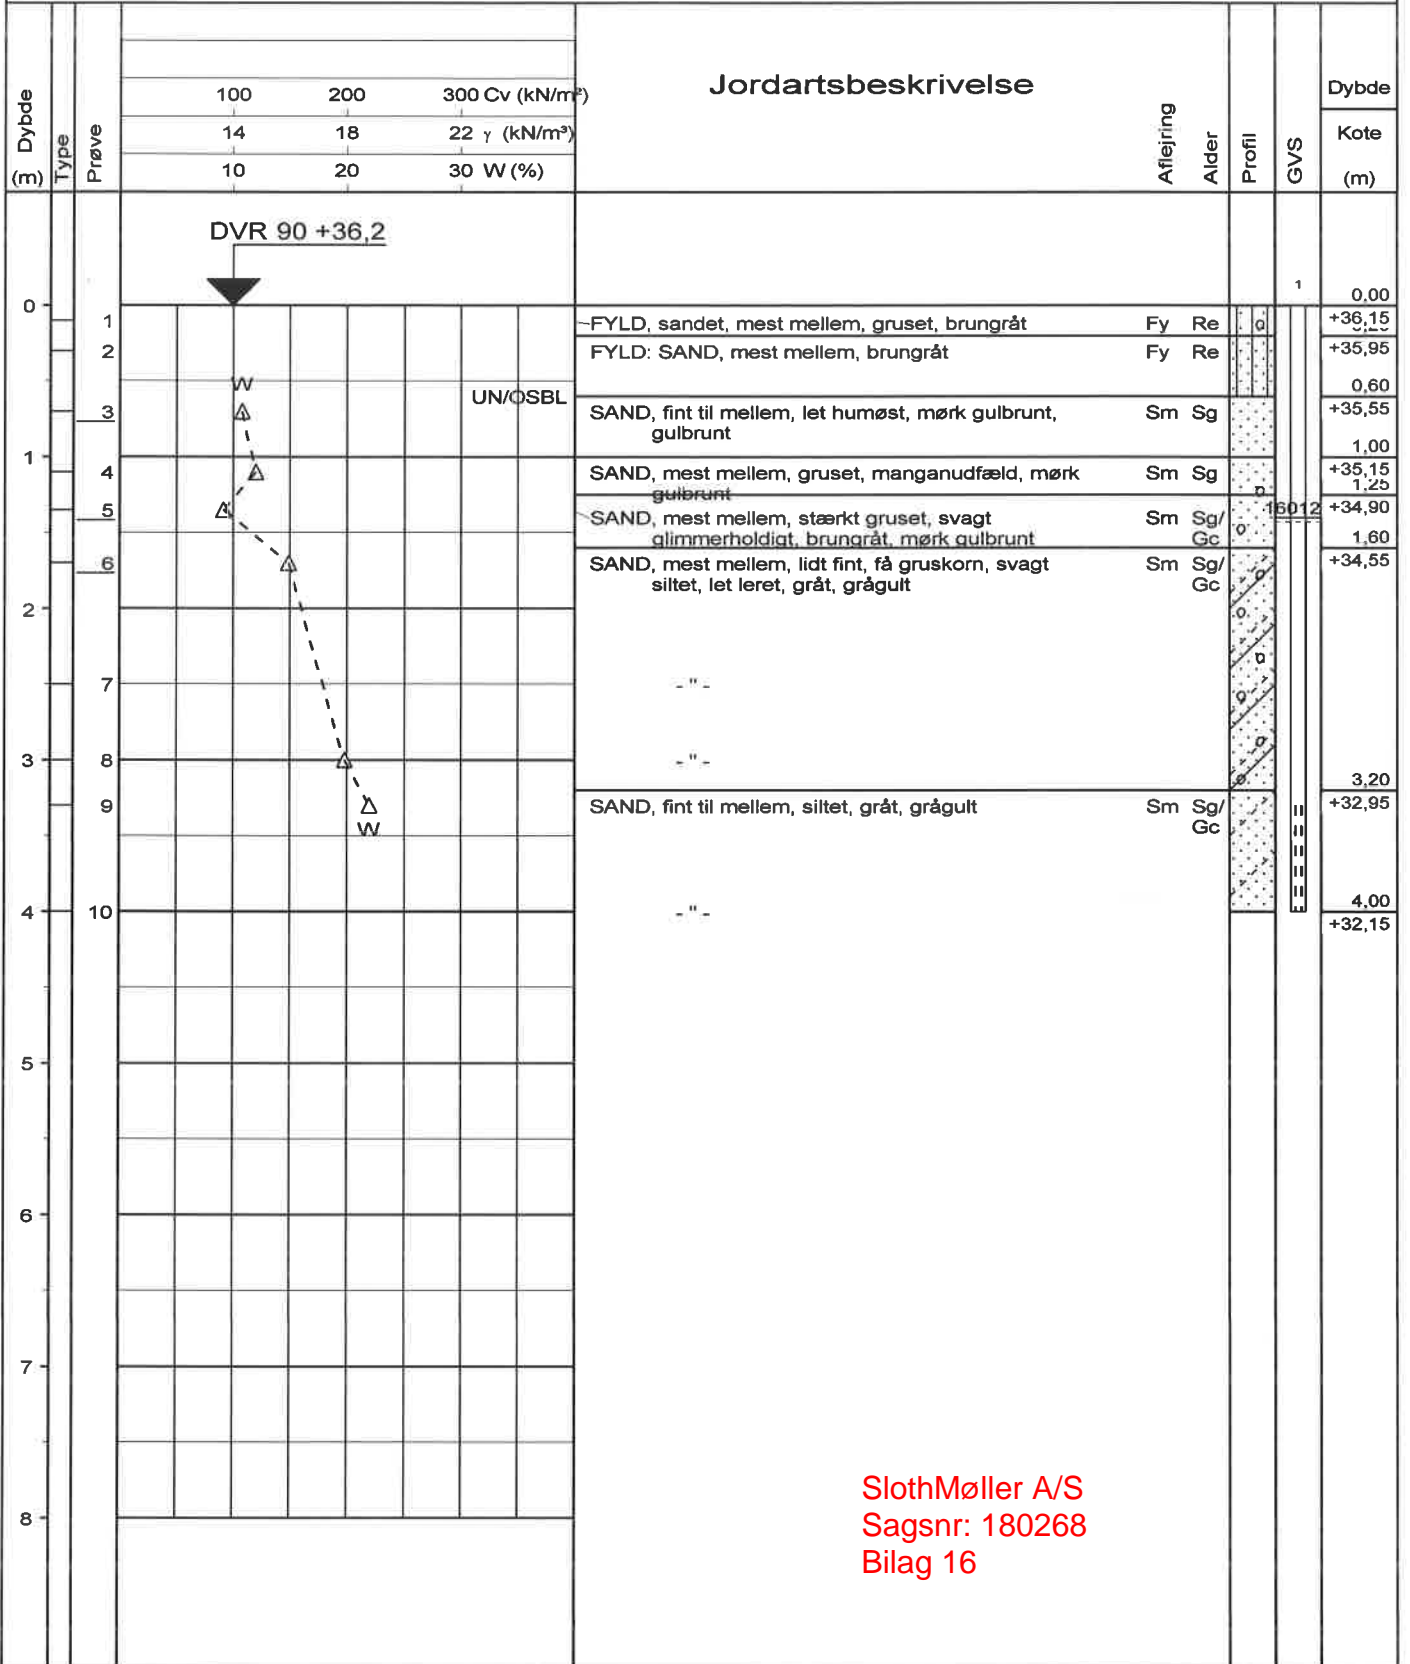 Dybde
(m)
Type
Prøve
100 200 300 Cv (kN/m²)
14 18 22 γ (kN/m³)
10 20 30 W (%)
Jordartsbeskrivelse
Aflejring
Alder
Profil
GVS
Dybde
Kote
(m)
DVR 90 +36,2
1
0 0,00
1 FYLD, sandet, mest mellem, gruset, brungråt Fy Re +36,15
2 FYLD: SAND, mest mellem, brungråt Fy Re +35,95
W 0,60
UN/OSBL
3 SAND, fint til mellem, let humøst, mørk gulbrunt, Sm Sg +35,55
gulbrunt
1 1,00
4 SAND, mest mellem, gruset, manganudfæld, mørk Sm Sg +35,15
gulbrunt 1,25
5 SAND, mest mellem, stærkt gruset, svagt Sm Sg/ 16012 +34,90
glimmerholdigt, brungråt, mørk gulbrunt Gc 1,60
6 SAND, mest mellem, lidt fint, få gruskorn, svagt Sm Sg/ +34,55
siltet, let leret, gråt, grågult Gc
2
7 - " -
3 8 - " -
3,20
9 SAND, fint til mellem, siltet, gråt, grågult Sm Sg/ +32,95
W Gc
4 10 - " - 4,00
+32,15
5
6
7
8
SlothMøller A/S
Sagsnr: 180268
Bilag 16